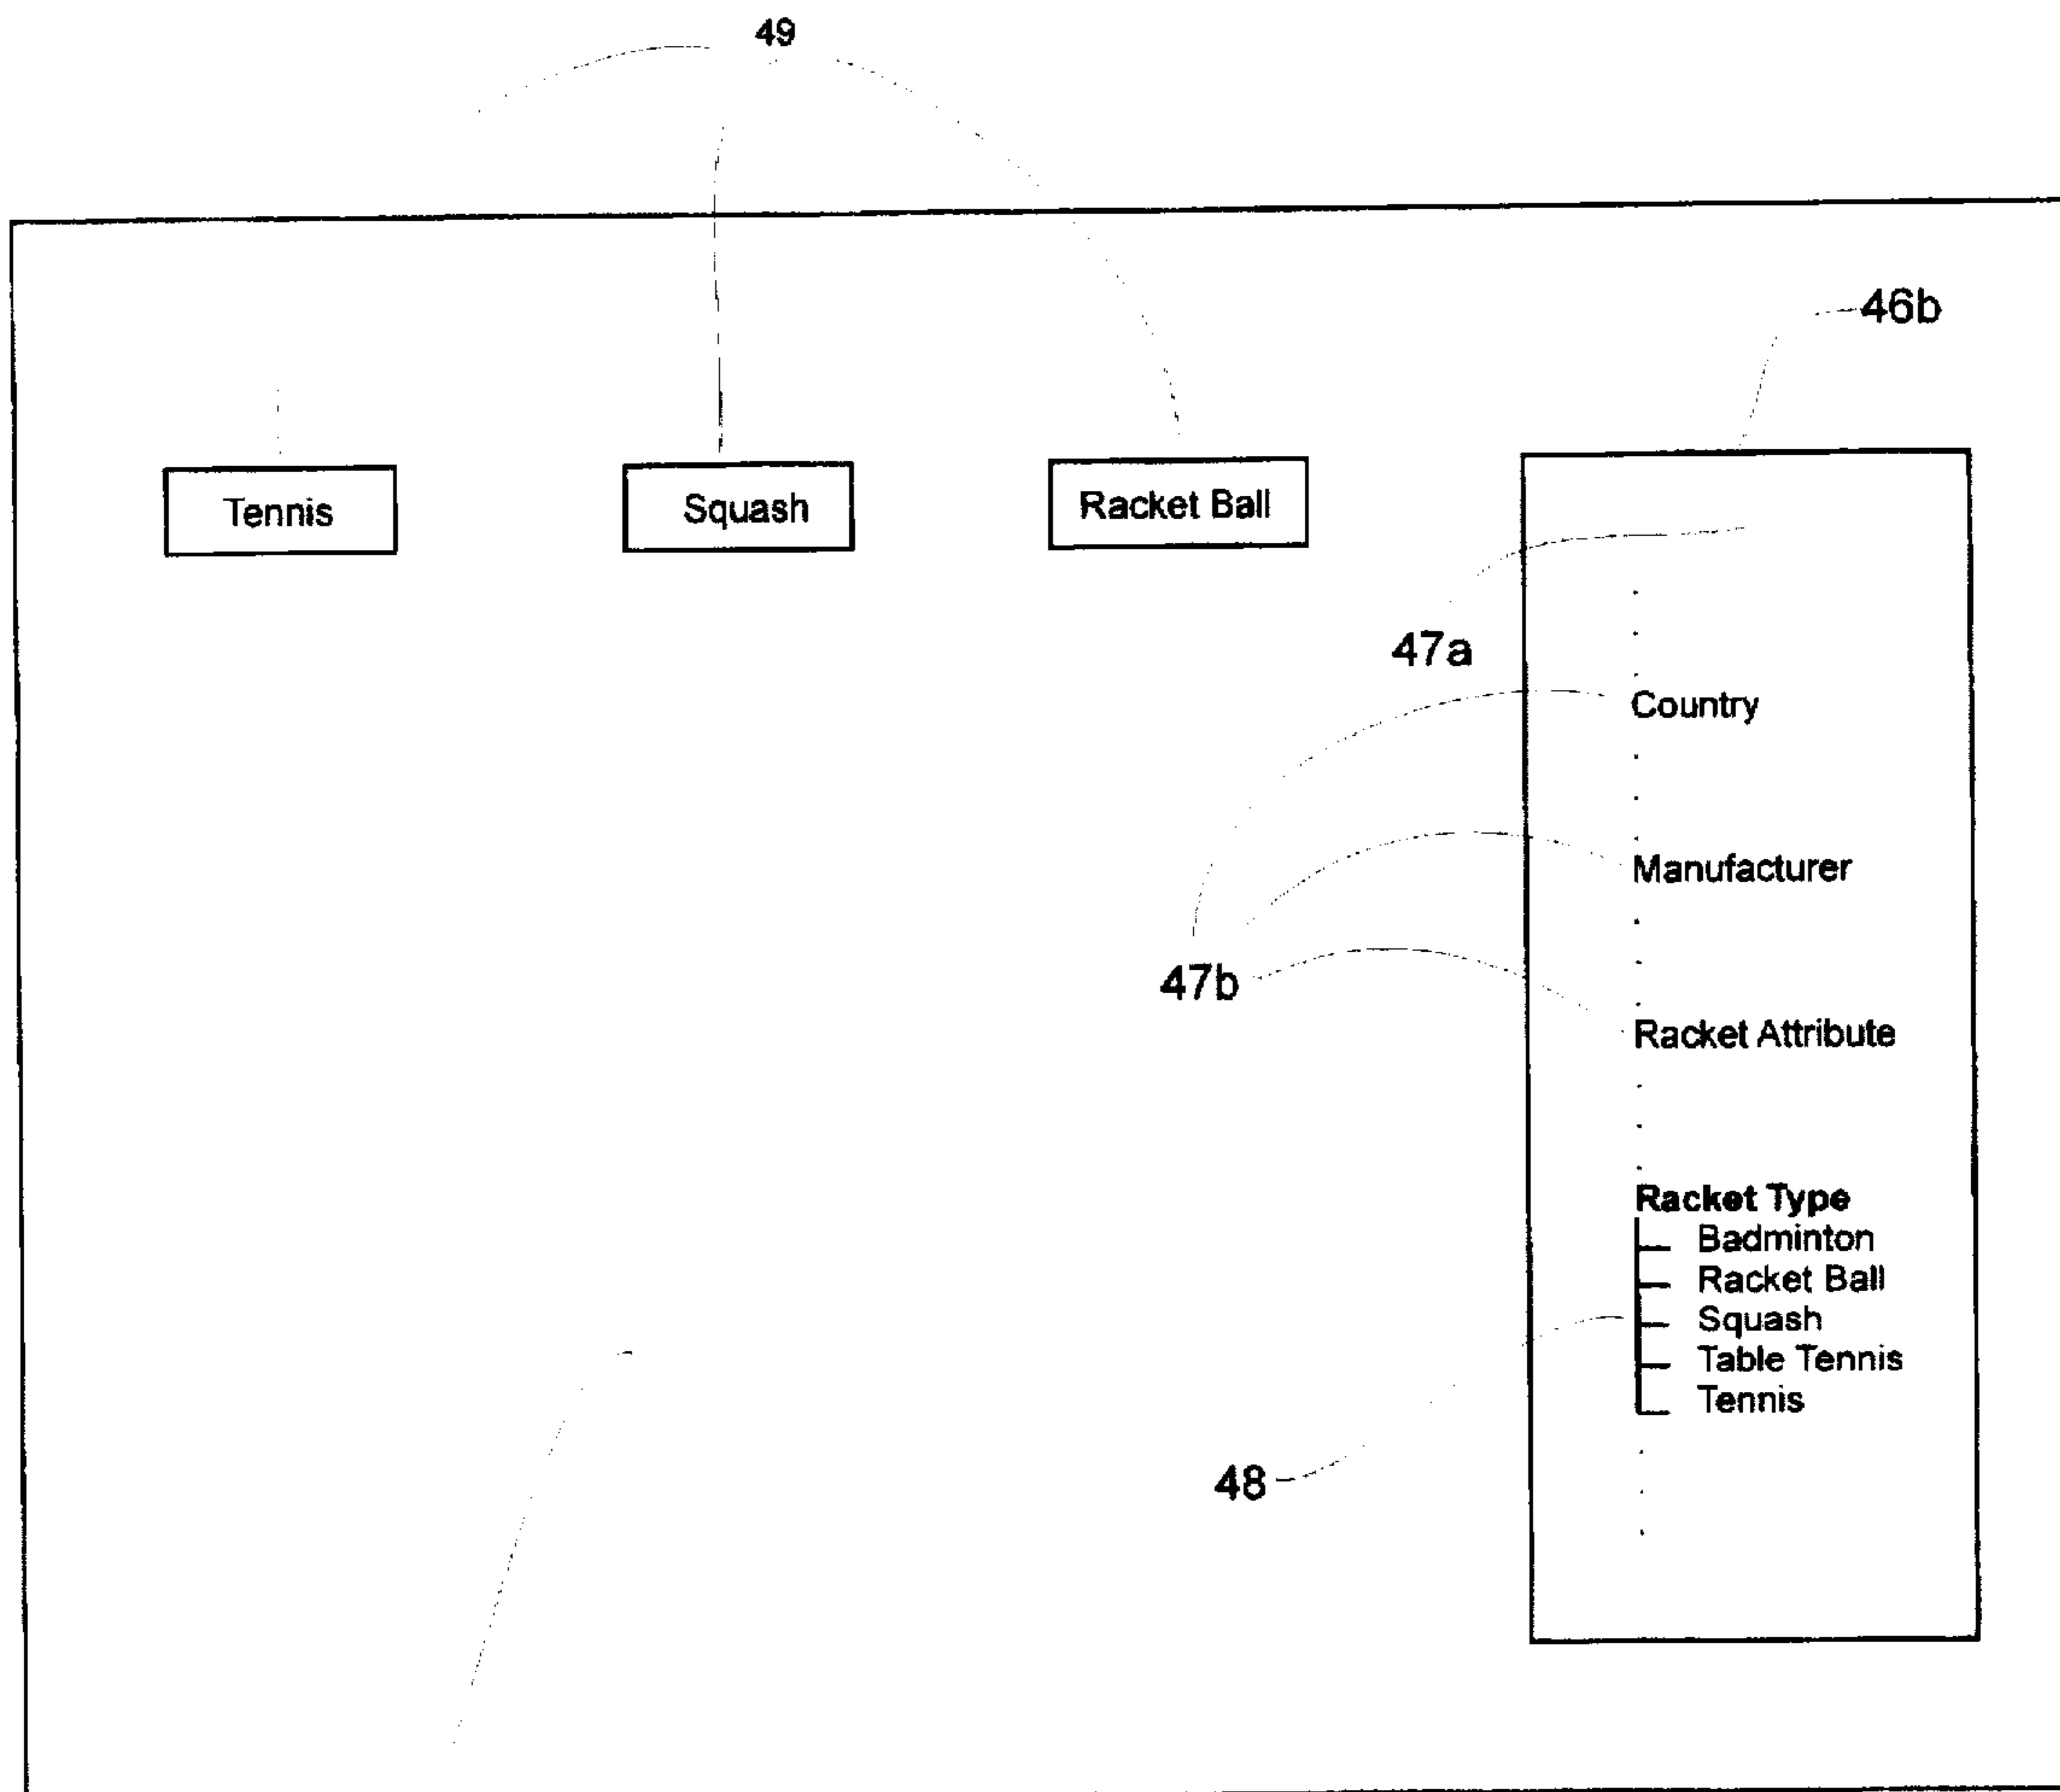 49
46b
Tennis
Squash
Racket Ball
47a
Country
Manufacturer
47b
Racket Attribute
Racket Type
Badminton
Racket Ball
Squash
Table Tennis
Tennis
48